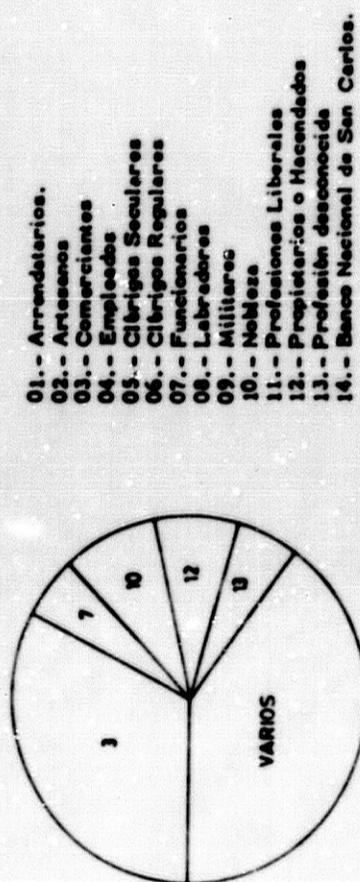 01.- Arrendatarios.
02.- Artesanos
03.- Comerciantes
04.- Empleados
05.- Clérigos Seculares
06.- Clérigos Regulares
07.- Funcionarios
08.- Labradores
09.- Militares
10.- Nobleza
11.- Profesiones Liberales
12.- Propietarios o Hacendados
13.- Profesión desconocida
14.- Banco Nacional de San Carlos.
3
7
10
12
13
VARIOS